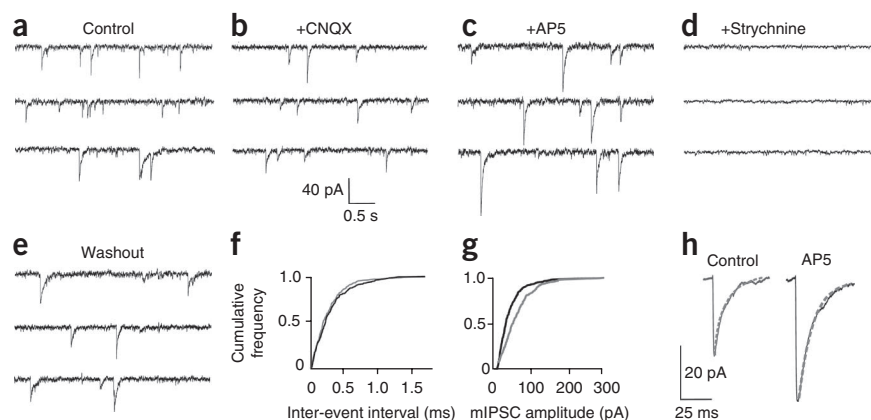 a Control
b +CNQX
c +AP5
d +Strychnine
40 pA
0.5 s
e Washout
f
Cumulative
frequency
1.0
0.5
0
0 0.5 1.0 1.5
Inter-event interval (ms)
g
1.0
0.5
0
0 100 200 300
mIPSC amplitude (pA)
h
Control AP5
20 pA
25 ms